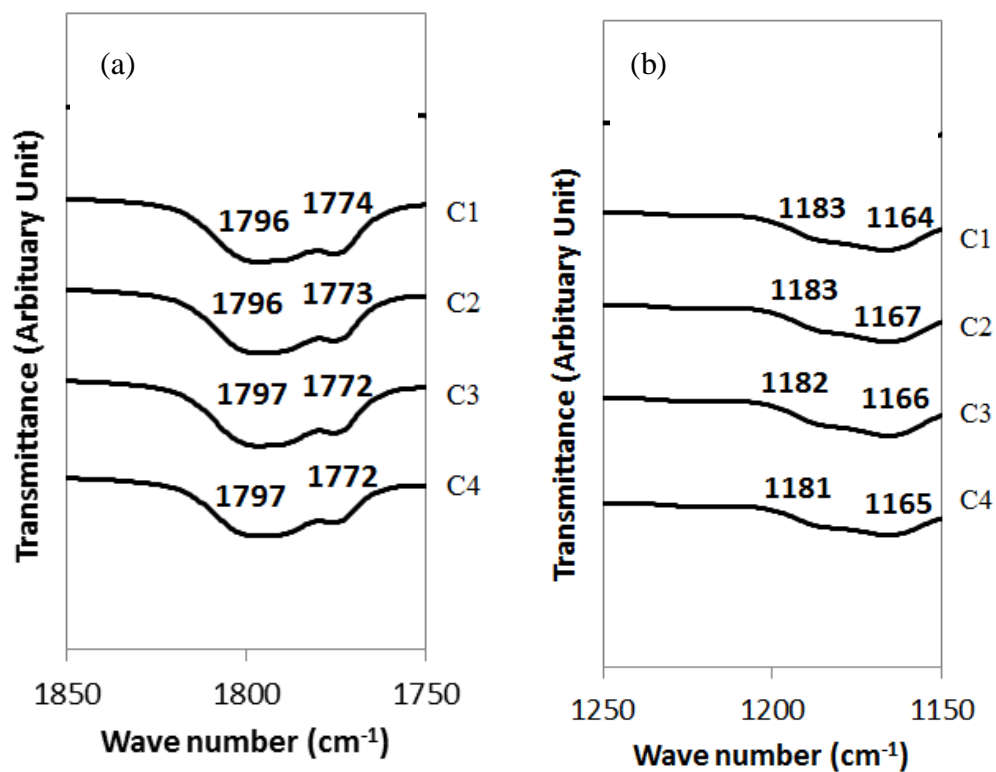 (a)
Transmittance (Arbituary Unit)
1796 1774 C1
1796 1773 C2
1797 1772 C3
1797 1772 C4
1850 1800 1750
Wave number (cm-1)
(b)
Transmittance (Arbituary Unit)
1183 1164 C1
1183 1167 C2
1182 1166 C3
1181 1165 C4
1250 1200 1150
Wave number (cm-1)